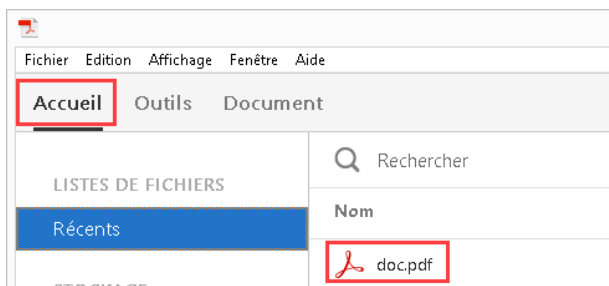 Fichier Edition Affichage Fenêtre Aide
Accueil Outils Document
Rechercher
LISTES DE FICHIERS
Nom
Récents
doc.pdf